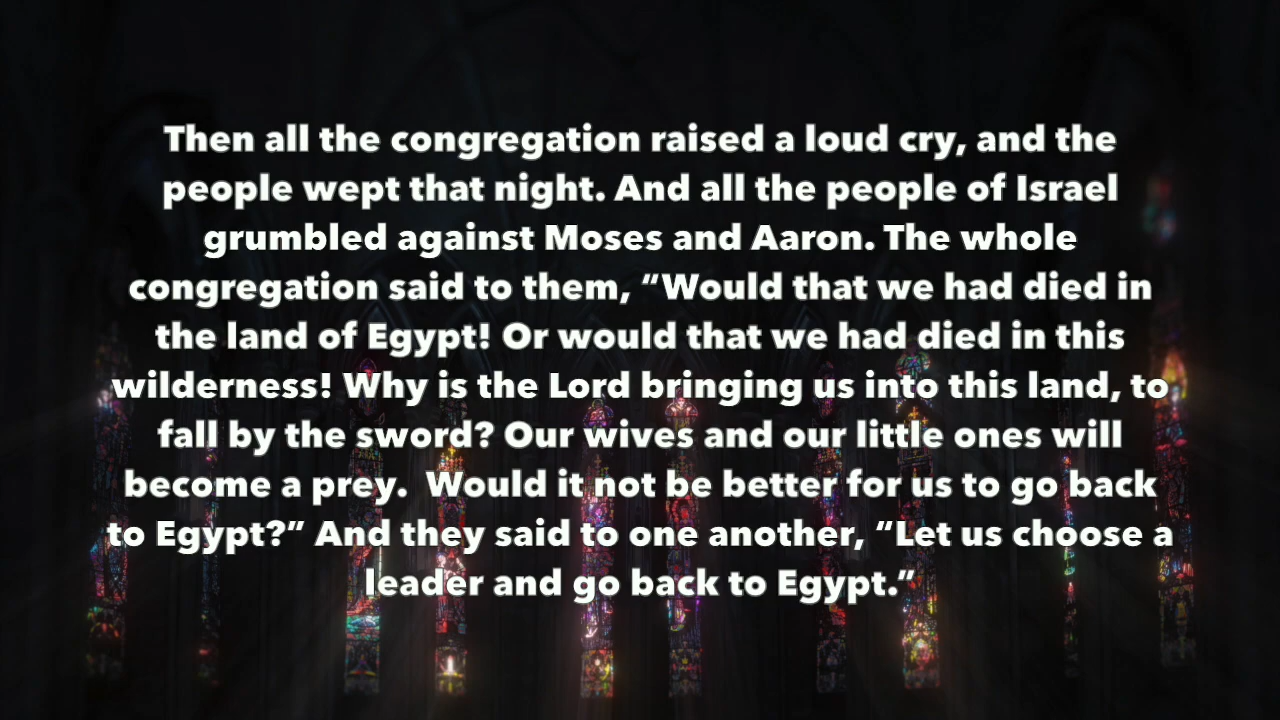 Then all the congregation raised a loud cry, and the
people wept that night. And all the people of Israel
grumbled against Moses and Aaron. The whole
congregation said to them, “Would that we had died in
the land of Egypt! Or would that we had died in this
wilderness! Why is the Lord bringing us into this land, to
fall by the sword? Our wives and our little ones will
become a prey.  Would it not be better for us to go back
to Egypt?” And they said to one another, “Let us choose a
leader and go back to Egypt.”